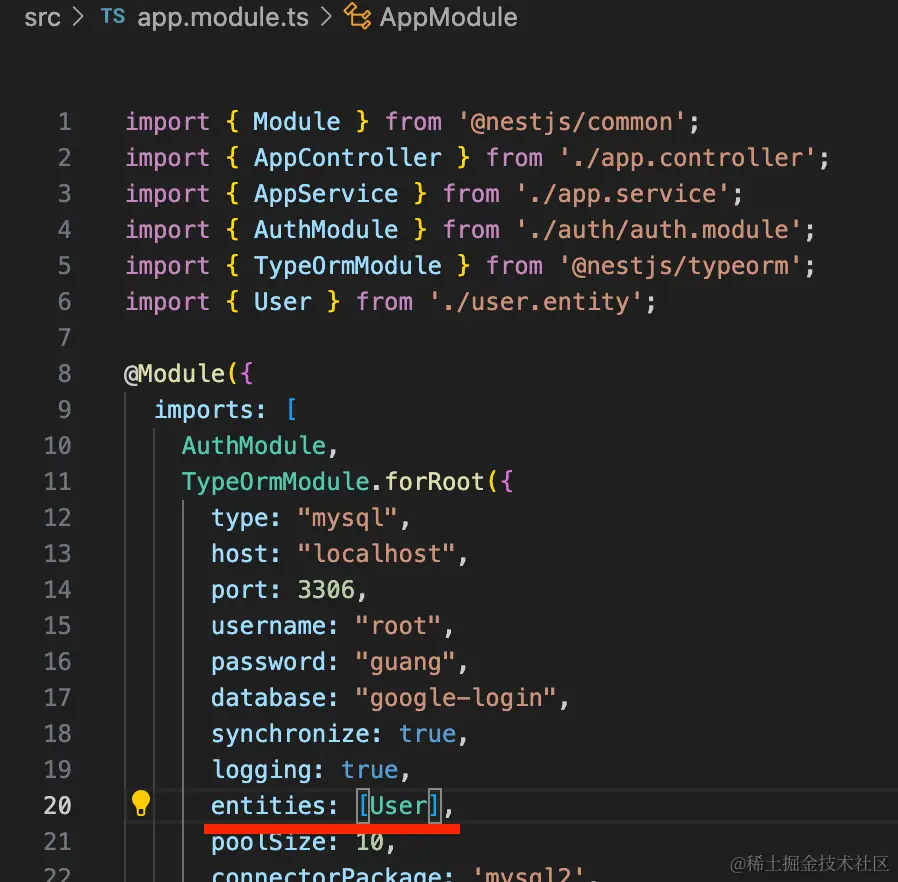 src > TS app.module.ts > AppModule
1 import { Module } from '@nestjs/common';
2 import { AppController } from './app.controller';
3 import { AppService } from './app.service';
4 import { AuthModule } from './auth/auth.module';
5 import { TypeOrmModule } from '@nestjs/typeorm';
6 import { User } from './user.entity';
7
8 @Module({
9 imports: [
10 AuthModule,
11 TypeOrmModule.forRoot({
12 type: "mysql",
13 host: "localhost",
14 port: 3306,
15 username: "root",
16 password: "guang",
17 database: "google-login",
18 synchronize: true,
19 logging: true,
20 entities: [User],
21 poolSize: 10,
22 connectorPackage: 'mysql2',
@稀土掘金技术社区